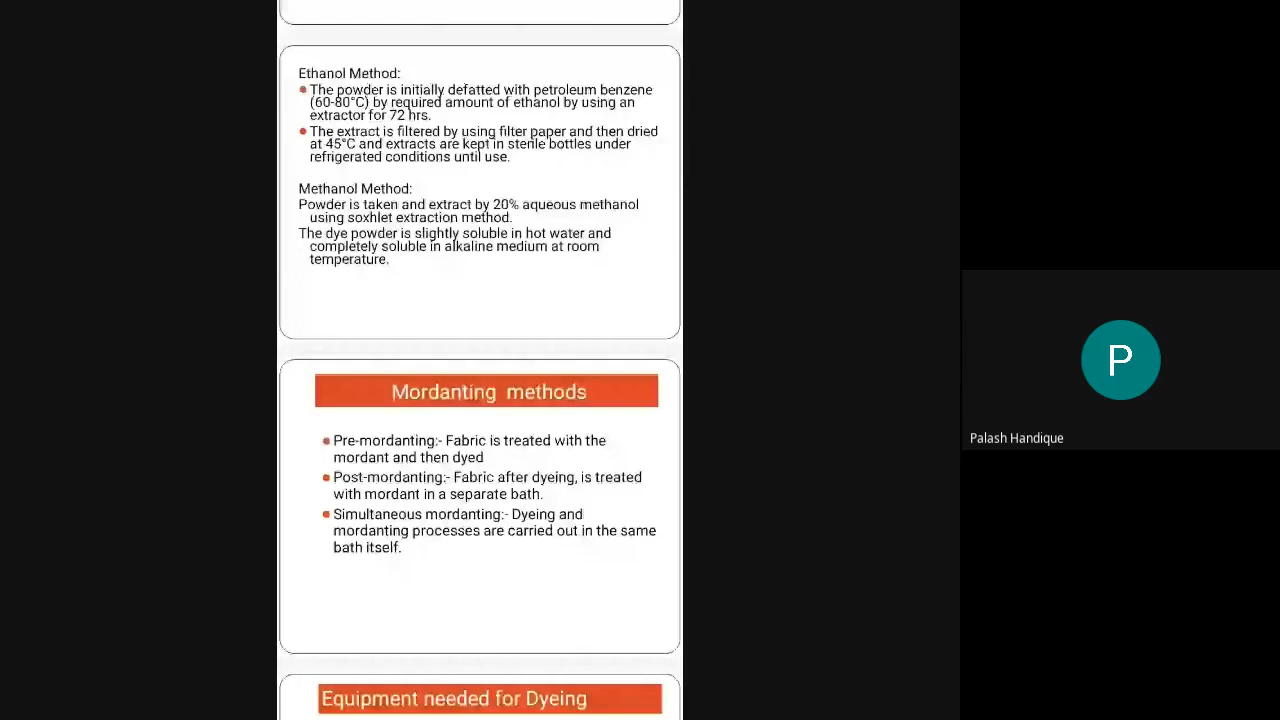 Ethanol Method:
The powder is initially defatted with petroleum benzene
(60-80°C) by required amount of ethanol by using an
extractor for 72 hrs.
The extract is filtered by using filter paper and then dried
at 45°C and extracts are kept in sterile bottles under
refrigerated conditions until use.
Methanol Method:
Powder is taken and extract by 20% aqueous methanol
using soxhlet extraction method.
The dye powder is slightly soluble in hot water and
completely soluble in alkaline medium at room
temperature.
Mordanting methods
Pre-mordanting:- Fabric is treated with the
mordant and then dyed
Post-mordanting:- Fabric after dyeing, is treated
with mordant in a separate bath.
Simultaneous mordanting:- Dyeing and
mordanting processes are carried out in the same
bath itself.
Equipment needed for Dyeing
P
Palash Handique